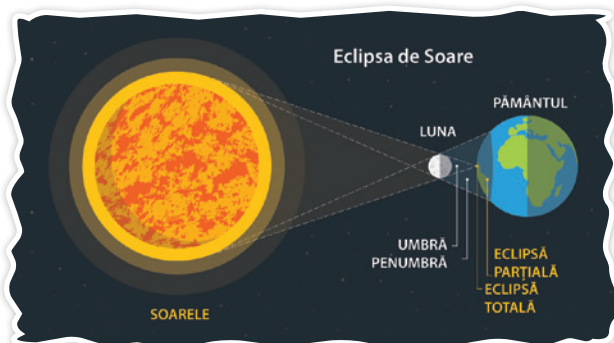 Eclipsa de Soare
PĂMÂNTUL
LUNA
UMBRĂ
PENUMBRĂ
ECLIPSĂ
PARȚIALĂ
ECLIPSĂ
TOTALĂ
SOARELE